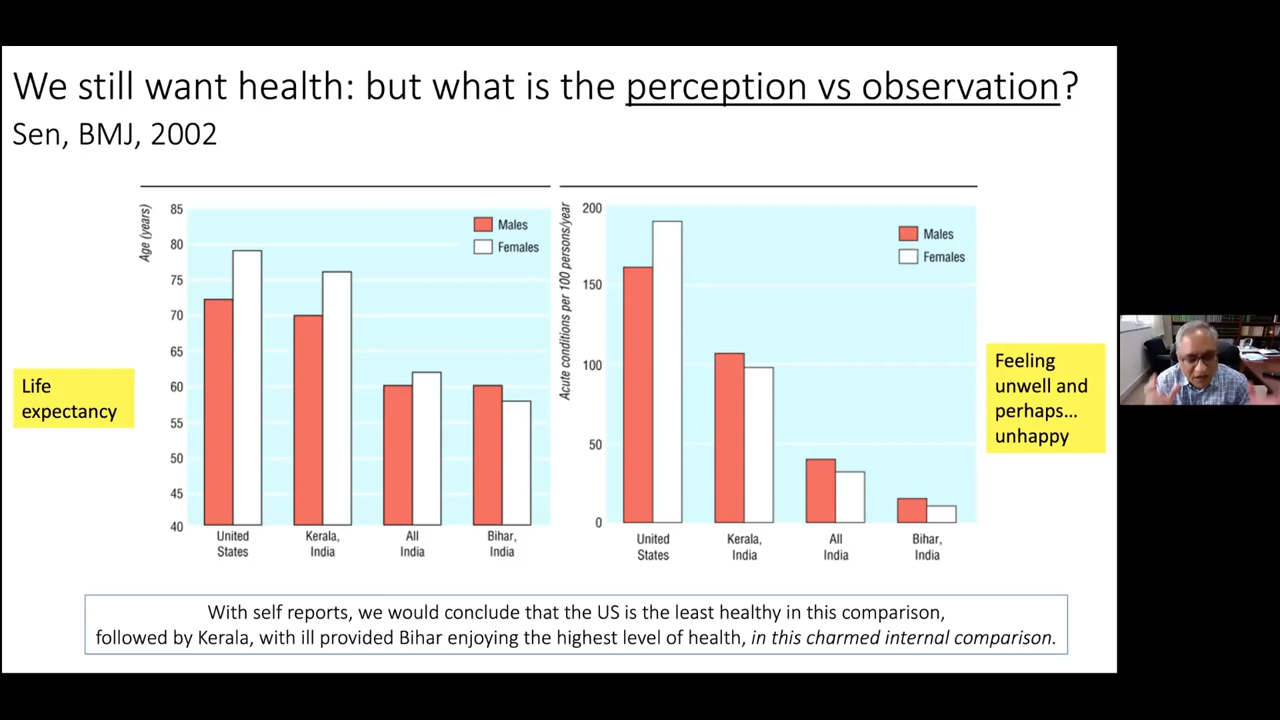 We still want health: but what is the perception vs observation?
Sen, BMJ, 2002
Life
expectancy
Age (years)
85
80
75
70
65
60
55
50
45
40
Males
Females
United
States
Kerala,
India
All
India
Bihar,
India
Acute conditions per 100 persons/year
200
150
100
50
0
Males
Females
United
States
Kerala,
India
All
India
Bihar,
India
Feeling
unwell and
perhaps...
unhappy
With self reports, we would conclude that the US is the least healthy in this comparison,
followed by Kerala, with ill provided Bihar enjoying the highest level of health, in this charmed internal comparison.